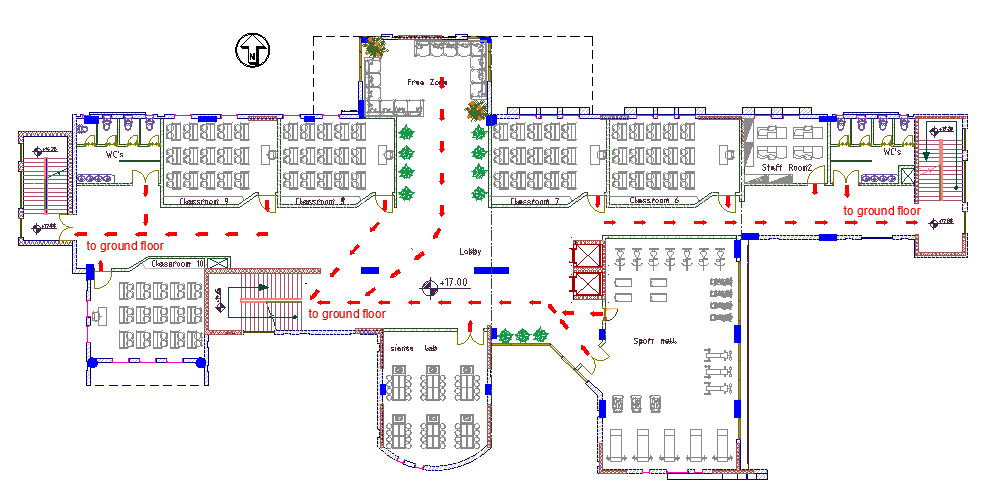 N
Free Zone
WC's
Classroom 9
Classroom 8
Classroom 7
Classroom 6
Staff Room2
WC's
to ground floor
to ground floor
Lobby
Classroom 10
+17.00
to ground floor
siente lab
Sport hall